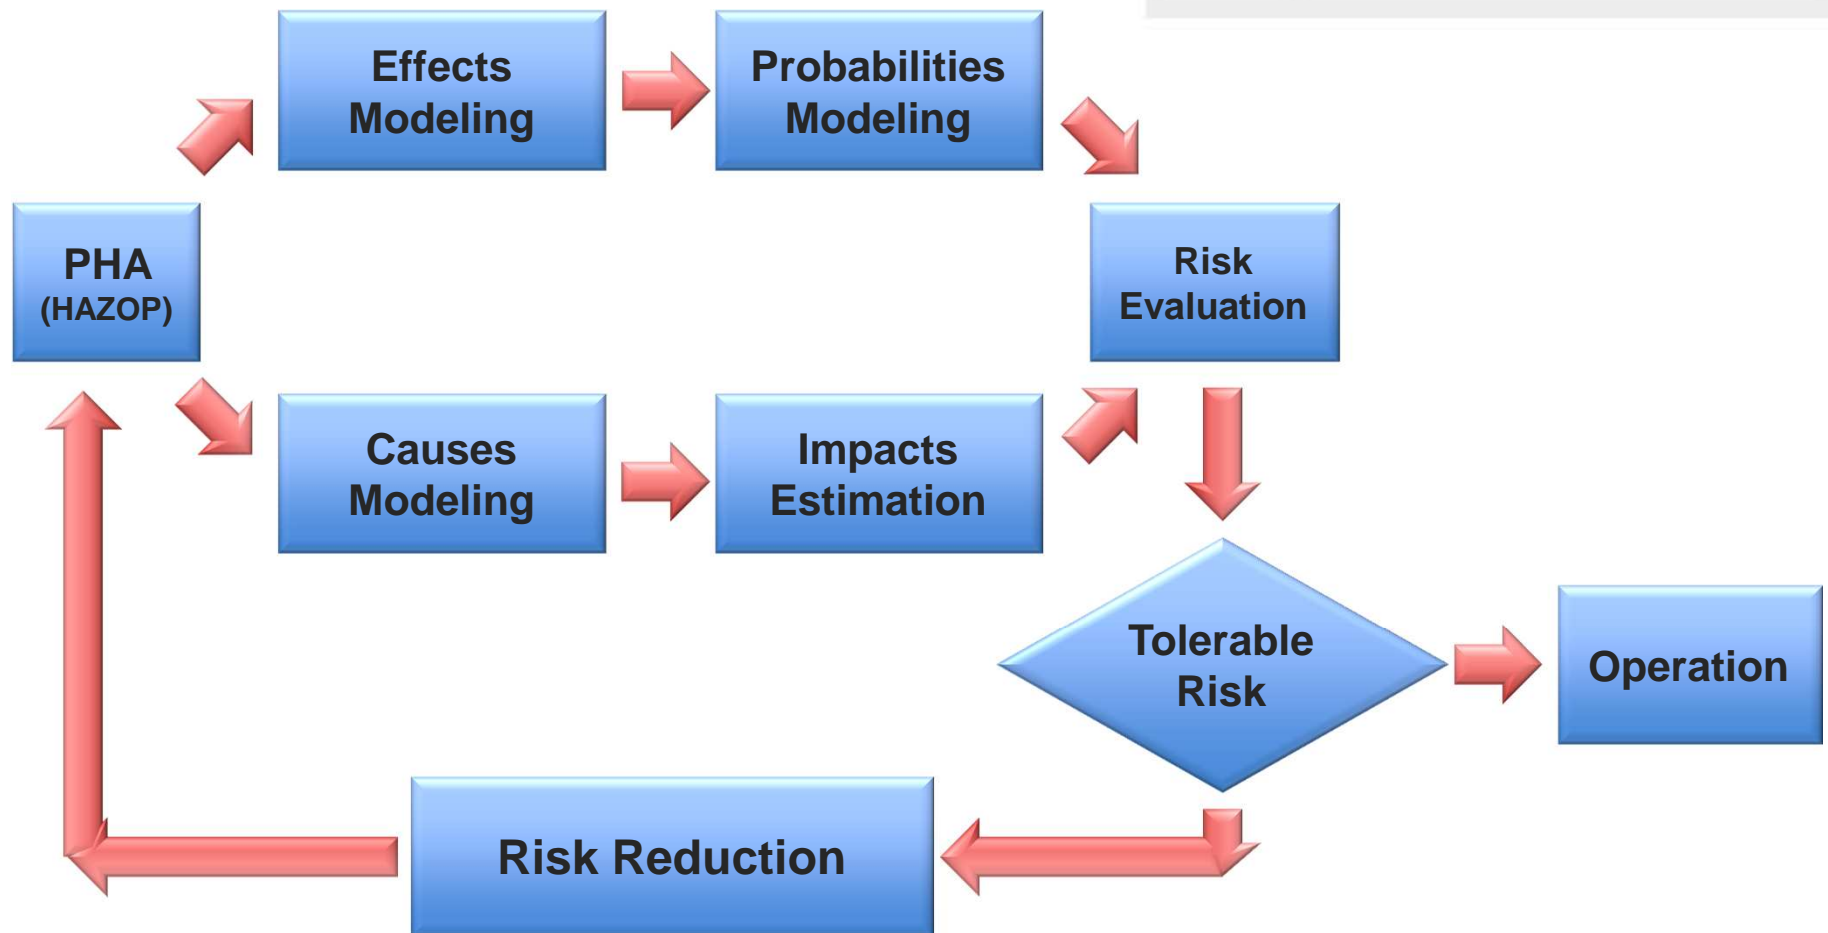 Effects
Modeling
Probabilities
Modeling
PHA
(HAZOP)
Risk
Evaluation
Causes
Modeling
Impacts
Estimation
Tolerable
Risk
Operation
Risk Reduction